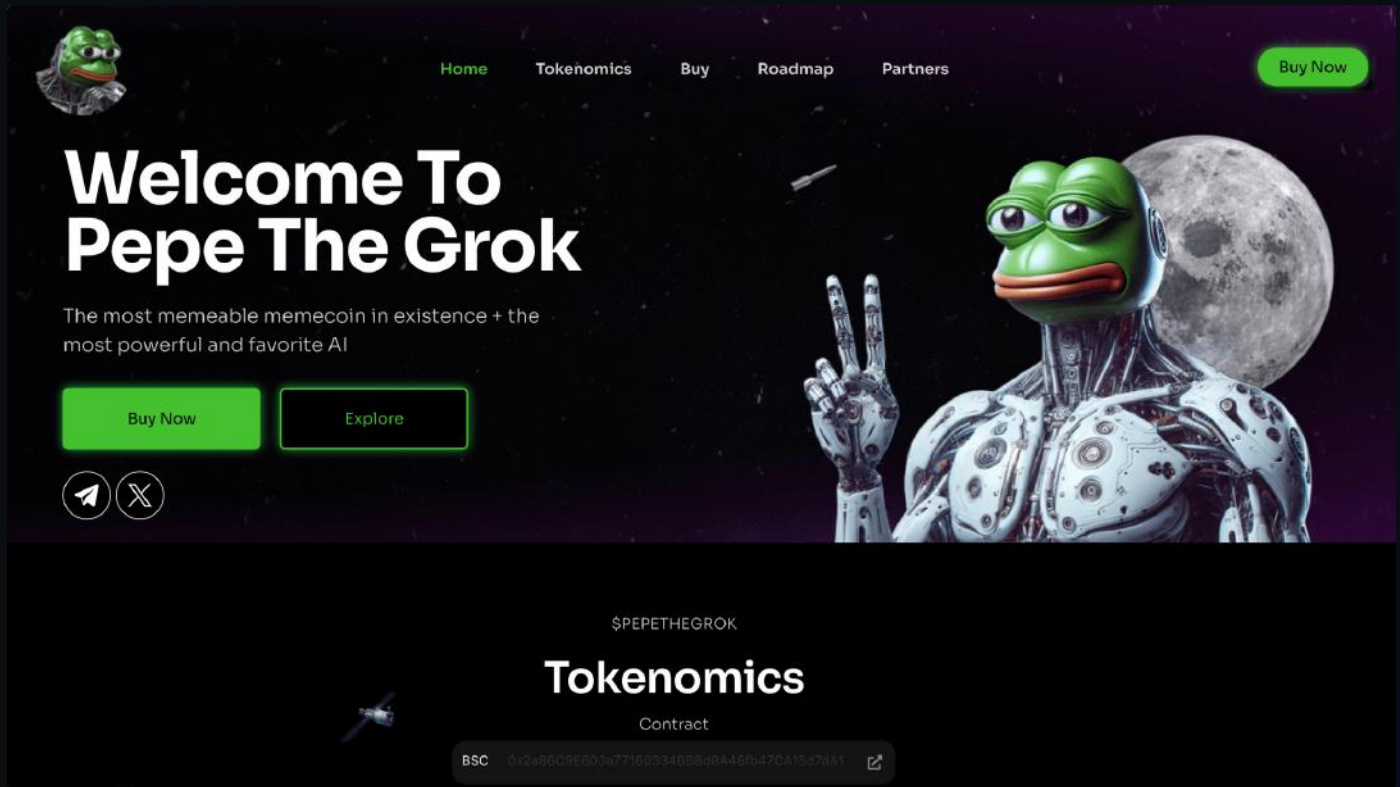 Home Tokenomics Buy Roadmap Partners Buy Now
Welcome To
Pepe The Grok
The most memeable memecoin in existence + the
most powerful and favorite AI
Buy Now Explore
$PEPETHEGROK
Tokenomics
Contract
BSC